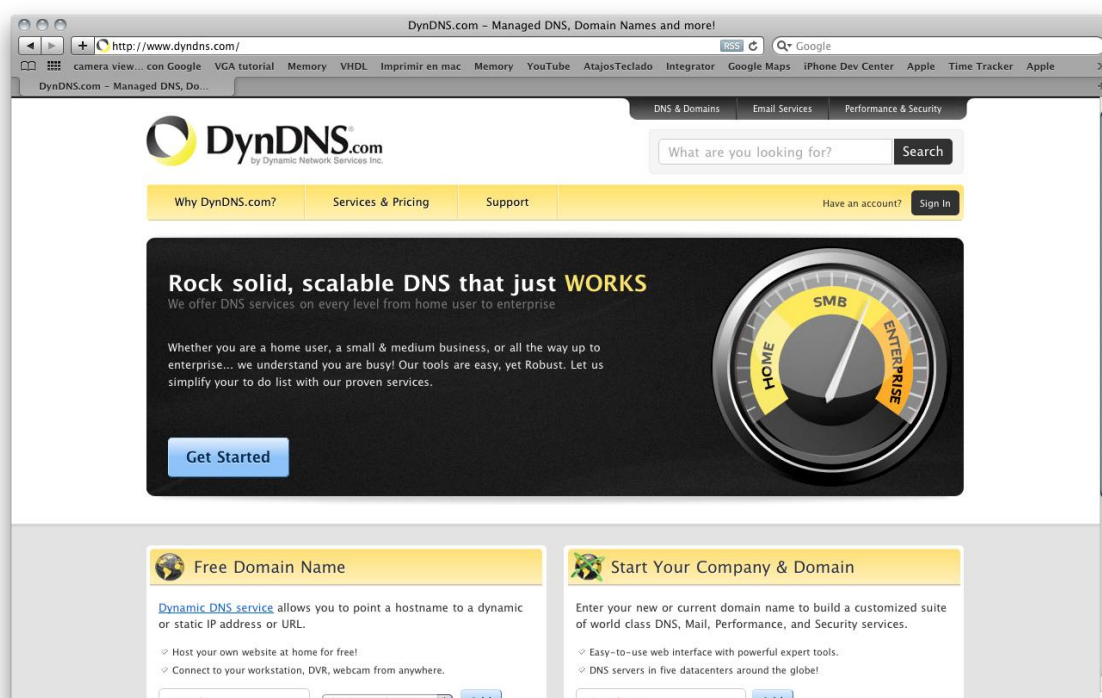 DynDNS.com – Managed DNS, Domain Names and more!
http://www.dyndns.com/
RSS
Google
camera view... con Google VGA tutorial Memory VHDL Imprimir en mac Memory YouTube AtajosTeclado Integrator Google Maps iPhone Dev Center Apple Time Tracker Apple
DynDNS.com – Managed DNS, Do...
DNS & Domains Email Services Performance & Security
DynDNS.com
by Dynamic Network Services Inc.
What are you looking for? Search
Why DynDNS.com? Services & Pricing Support Have an account? Sign In
Rock solid, scalable DNS that just WORKS
We offer DNS services on every level from home user to enterprise
Whether you are a home user, a small & medium business, or all the way up to
enterprise... we understand you are busy! Our tools are easy, yet Robust. Let us
simplify your to do list with our proven services.
Get Started
HOME
SMB
ENTERPRISE
Free Domain Name
Dynamic DNS service allows you to point a hostname to a dynamic
or static IP address or URL.
Host your own website at home for free!
Connect to your workstation, DVR, webcam from anywhere.
Start Your Company & Domain
Enter your new or current domain name to build a customized suite
of world class DNS, Mail, Performance, and Security services.
Easy-to-use web interface with powerful expert tools.
DNS servers in five datacenters around the globe!